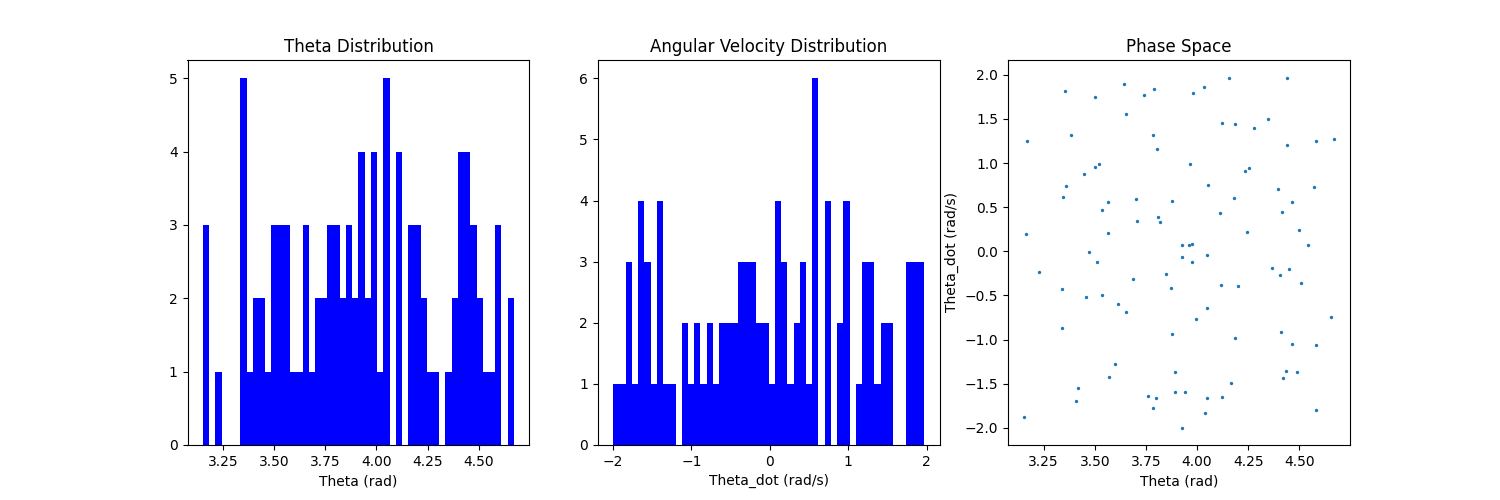 Theta Distribution
5
4
3
2
1
0
3.25 3.50 3.75 4.00 4.25 4.50
Theta (rad)
Angular Velocity Distribution
6
5
4
3
2
1
0
−2 −1 0 1 2
Theta_dot (rad/s)
Phase Space
Theta_dot (rad/s)
2.0
1.5
1.0
0.5
0.0
−0.5
−1.0
−1.5
−2.0
3.25 3.50 3.75 4.00 4.25 4.50
Theta (rad)